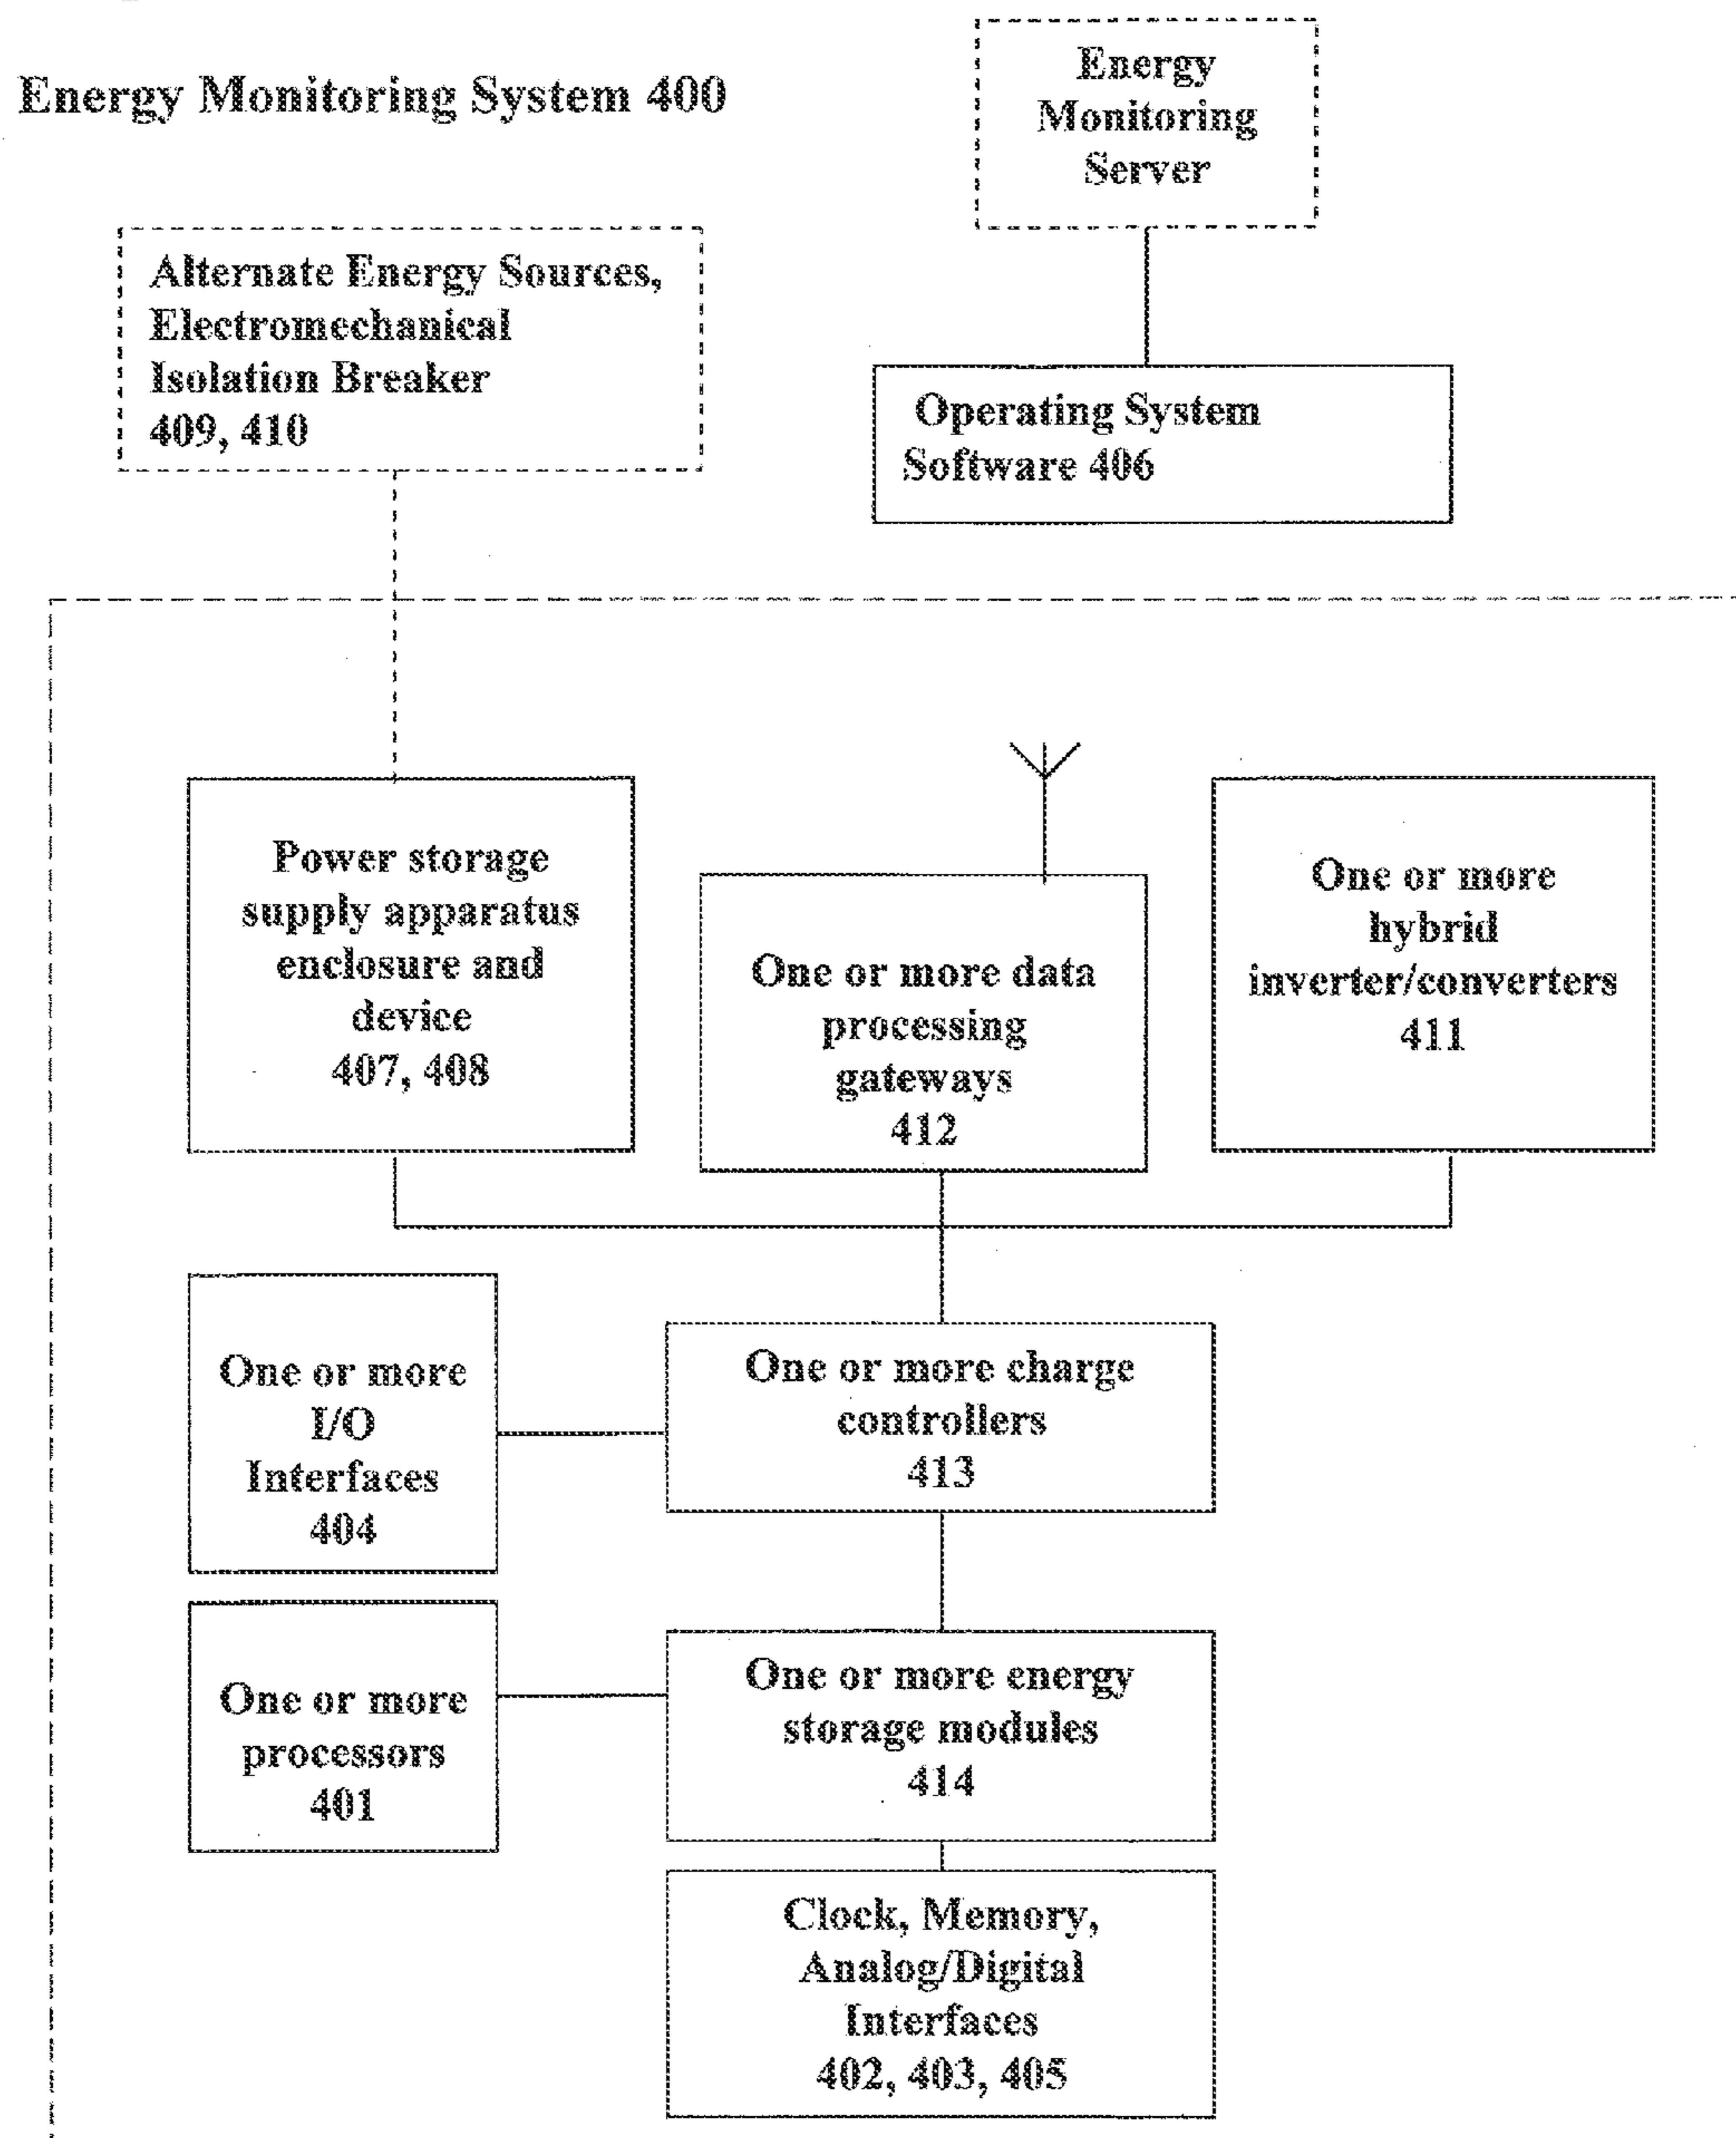 Energy Monitoring System 400
Energy
Monitoring
Server
Alternate Energy Sources,
Electromechanical
Isolation Breaker
409, 410
Operating System
Software 406
Power storage
supply apparatus
enclosure and
device
407, 408
One or more data
processing
gateways
412
One or more
hybrid
inverter/converters
411
One or more
I/O
Interfaces
404
One or more charge
controllers
413
One or more
processors
401
One or more energy
storage modules
414
Clock, Memory,
Analog/Digital
Interfaces
402, 403, 405